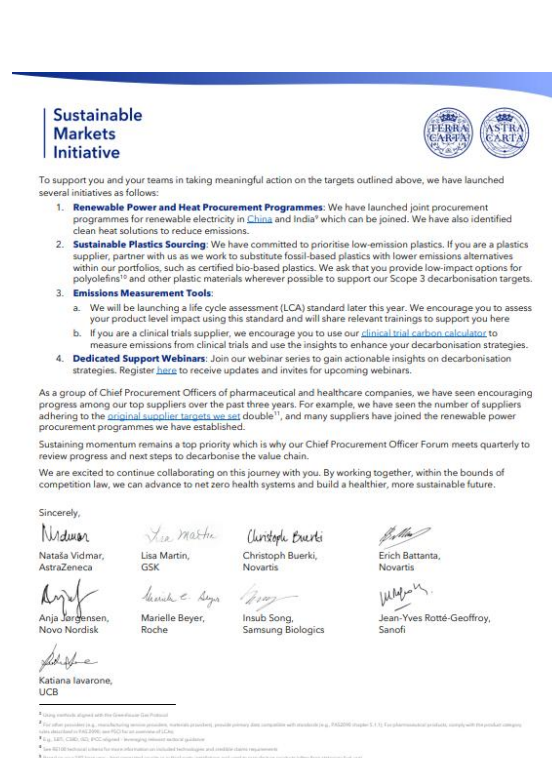 Sustainable
Markets
Initiative
TERRA
CARTA
ASTRA
CARTA
To support you and your teams in taking meaningful action on the targets outlined above, we have launched
several initiatives as follows:
1. Renewable Power and Heat Procurement Programmes: We have launched joint procurement
programmes for renewable electricity in China and India⁹ which can be joined. We have also identified
clean heat solutions to reduce emissions.
2. Sustainable Plastics Sourcing: We have committed to prioritise low-emission plastics. If you are a plastics
supplier, partner with us as we work to substitute fossil-based plastics with lower emissions alternatives
within our portfolios, such as certified bio-based plastics. We ask that you provide low-impact options for
polyolefins¹⁰ and other plastic materials wherever possible to support our Scope 3 decarbonisation targets.
3. Emissions Measurement Tools:
a. We will be launching a life cycle assessment (LCA) standard later this year. We encourage you to assess
your product level impact using this standard and will share relevant trainings to support you here
b. If you are a clinical trials supplier, we encourage you to use our clinical trial carbon calculator to
measure emissions from clinical trials and use the insights to enhance your decarbonisation strategies.
4. Dedicated Support Webinars: Join our webinar series to gain actionable insights on decarbonisation
strategies. Register here to receive updates and invites for upcoming webinars.
As a group of Chief Procurement Officers of pharmaceutical and healthcare companies, we have seen encouraging
progress among our top suppliers over the past three years. For example, we have seen the number of suppliers
adhering to the original supplier targets we set double¹¹, and many suppliers have joined the renewable power
procurement programmes we have established.
Sustaining momentum remains a top priority which is why our Chief Procurement Officer Forum meets quarterly to
review progress and next steps to decarbonise the value chain.
We are excited to continue collaborating on this journey with you. By working together, within the bounds of
competition law, we can advance to net zero health systems and build a healthier, more sustainable future.
Sincerely,
Lisa Martin Christoph Buerki
Nataša Vidmar, Lisa Martin, Christoph Buerki, Erich Battanta,
AstraZeneca GSK Novartis Novartis
Anja Jørgensen, Marielle Beyer, Insub Song, Jean-Yves Rotté-Geoffroy,
Novo Nordisk Roche Samsung Biologics Sanofi
Katiana Iavarone,
UCB
¹ Using methods aligned with the Greenhouse Gas Protocol